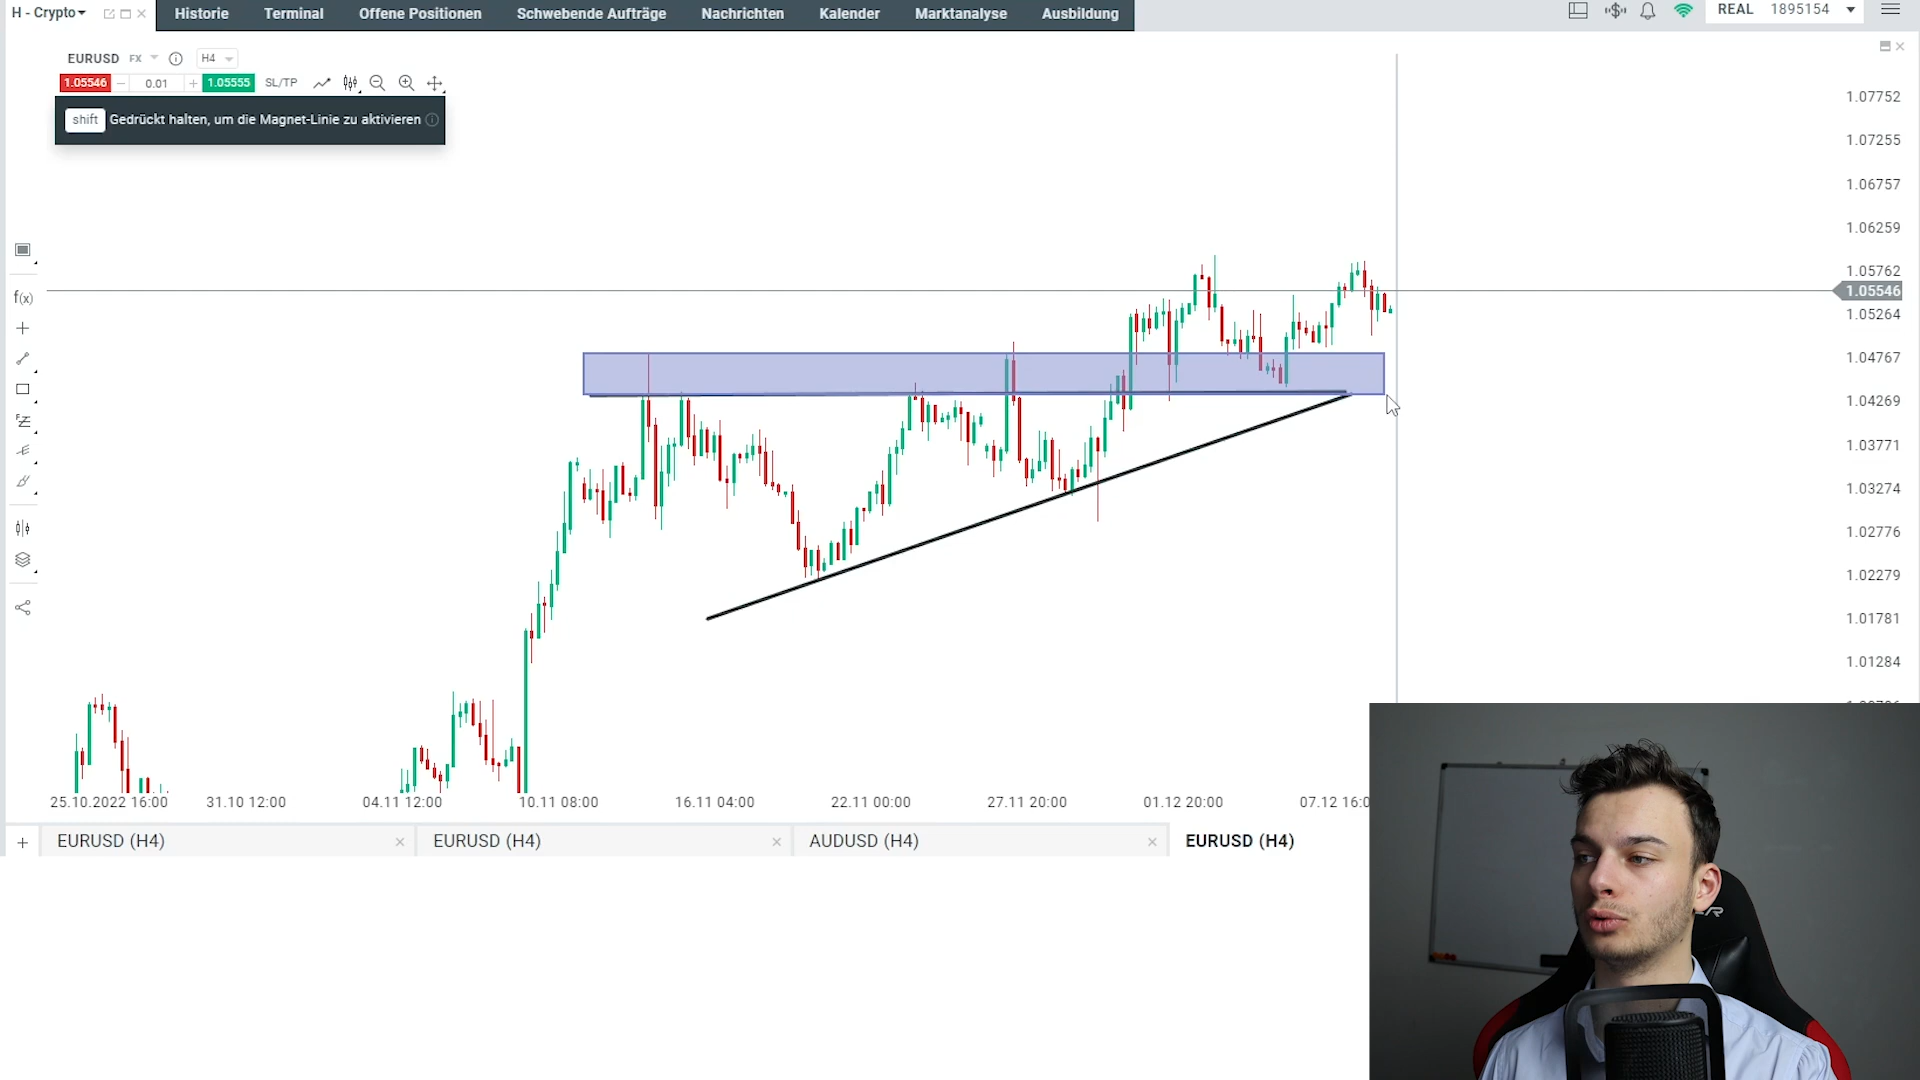 H - Crypto
Historie
Terminal
Offene Positionen
Schwebende Aufträge
Nachrichten
Kalender
Marktanalyse
Ausbildung
REAL 1895154
EURUSD FX H4
1.05546 0.01 1.05555 SL/TP
shift Gedrückt halten, um die Magnet-Linie zu aktivieren
f(x)
1.07752
1.07255
1.06757
1.06259
1.05762
1.05546
1.05264
1.04767
1.04269
1.03771
1.03274
1.02776
1.02279
1.01781
1.01284
25.10.2022 16:00 31.10 12:00 04.11 12:00 10.11 08:00 16.11 04:00 22.11 00:00 27.11 20:00 01.12 20:00 07.12
EURUSD (H4)
EURUSD (H4)
AUDUSD (H4)
EURUSD (H4)